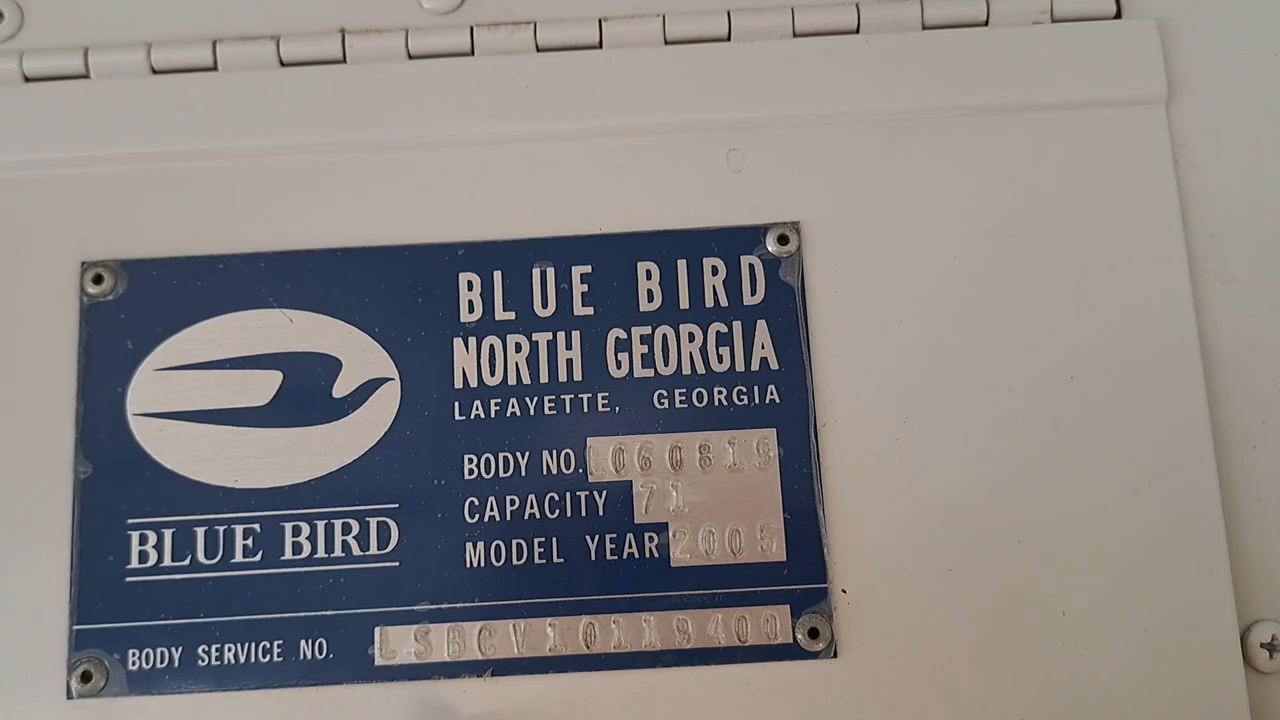 BLUE BIRD
NORTH GEORGIA
LAFAYETTE, GEORGIA
BODY NO. L060819
CAPACITY 71
MODEL YEAR 2005
BLUE BIRD
BODY SERVICE NO. LSBCV10119400